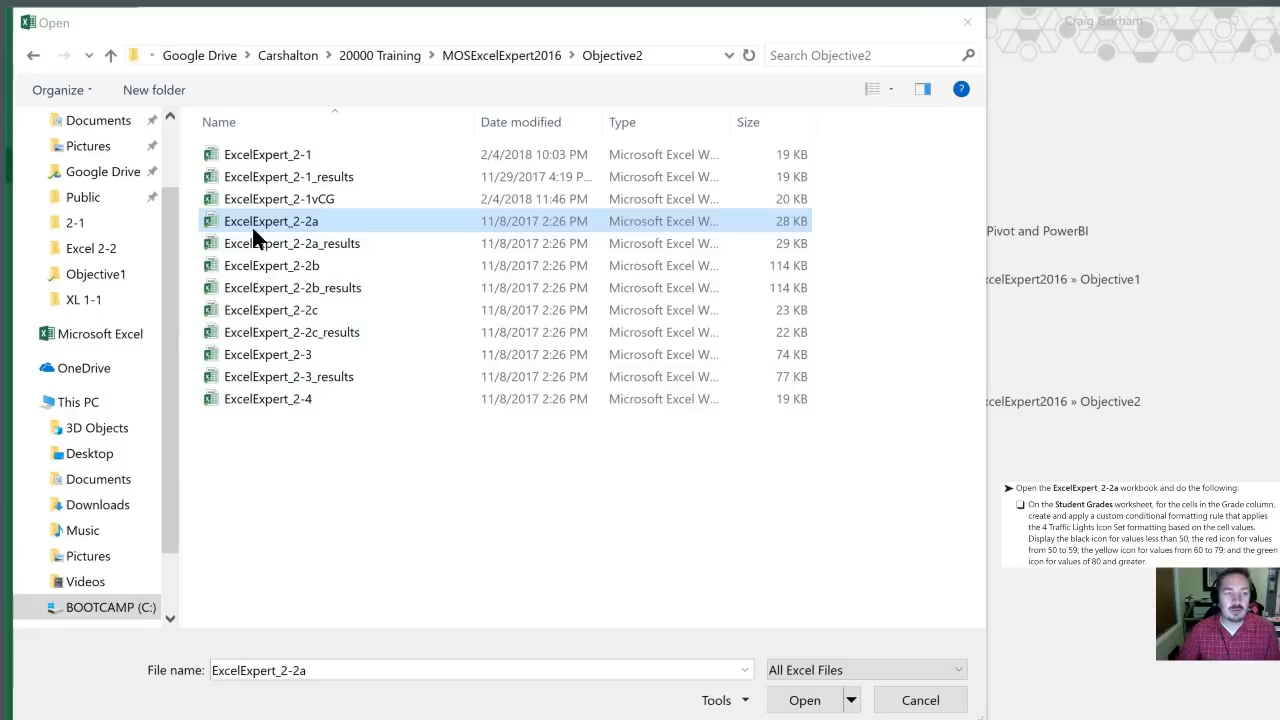 Open
Craig Gorham
Google Drive
Carshalton
20000 Training
MOSExcelExpert2016
Objective2
Search Objective2
Organize
New folder
?
Name
Date modified
Type
Size
Documents
Pictures
Google Drive
Public
2-1
Excel 2-2
Objective1
XL 1-1
Microsoft Excel
OneDrive
This PC
3D Objects
Desktop
Documents
Downloads
Music
Pictures
Videos
BOOTCAMP (C:)
ExcelExpert_2-1 2/4/2018 10:03 PM Microsoft Excel W... 19 KB
ExcelExpert_2-1_results 11/29/2017 4:19 P... Microsoft Excel W... 19 KB
ExcelExpert_2-1vCG 2/4/2018 11:46 PM Microsoft Excel W... 20 KB
ExcelExpert_2-2a 11/8/2017 2:26 PM Microsoft Excel W... 28 KB
ExcelExpert_2-2a_results 11/8/2017 2:26 PM Microsoft Excel W... 29 KB
ExcelExpert_2-2b 11/8/2017 2:26 PM Microsoft Excel W... 114 KB
ExcelExpert_2-2b_results 11/8/2017 2:26 PM Microsoft Excel W... 114 KB
ExcelExpert_2-2c 11/8/2017 2:26 PM Microsoft Excel W... 23 KB
ExcelExpert_2-2c_results 11/8/2017 2:26 PM Microsoft Excel W... 22 KB
ExcelExpert_2-3 11/8/2017 2:26 PM Microsoft Excel W... 74 KB
ExcelExpert_2-3_results 11/8/2017 2:26 PM Microsoft Excel W... 77 KB
ExcelExpert_2-4 11/8/2017 2:26 PM Microsoft Excel W... 19 KB
Pivot and PowerBI
xcelExpert2016 » Objective1
xcelExpert2016 » Objective2
Open the ExcelExpert_2-2a workbook and do the following:
On the Student Grades worksheet, for the cells in the Grade column,
create and apply a custom conditional formatting rule that applies
the 4 Traffic Lights Icon Set formatting based on the cell values.
Display the black icon for values less than 50; the red icon for values
from 50 to 59; the yellow icon for values from 60 to 79; and the green
icon for values of 80 and greater.
File name: ExcelExpert_2-2a
All Excel Files
Tools
Open
Cancel